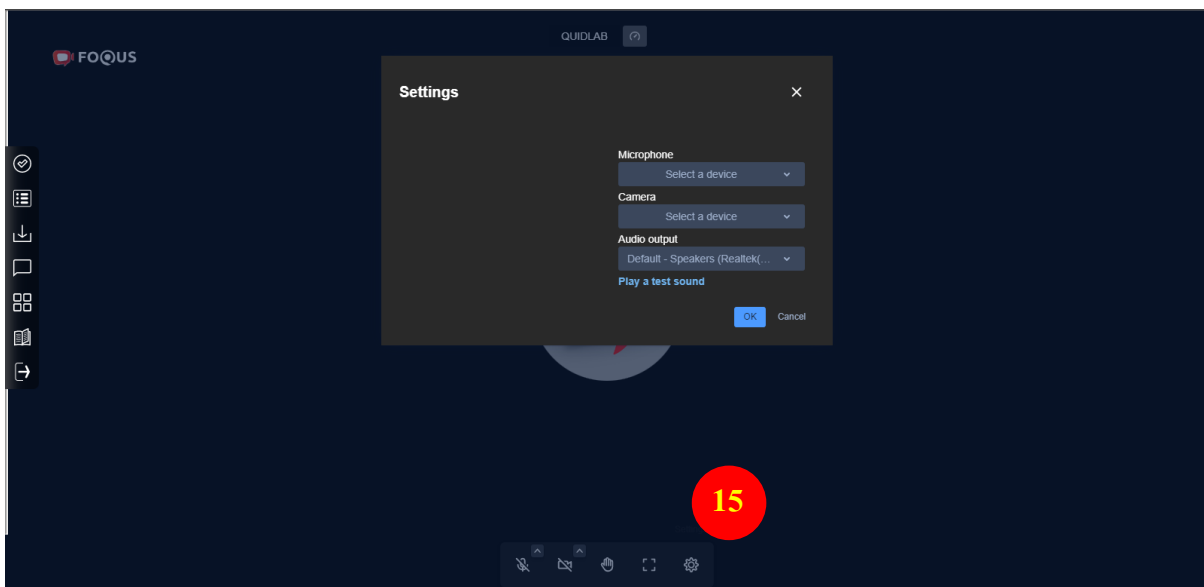 QUIDLAB
FOQUS
Settings
Microphone
Select a device
Camera
Select a device
Audio output
Default - Speakers (Realtek(...
Play a test sound
OK Cancel
15